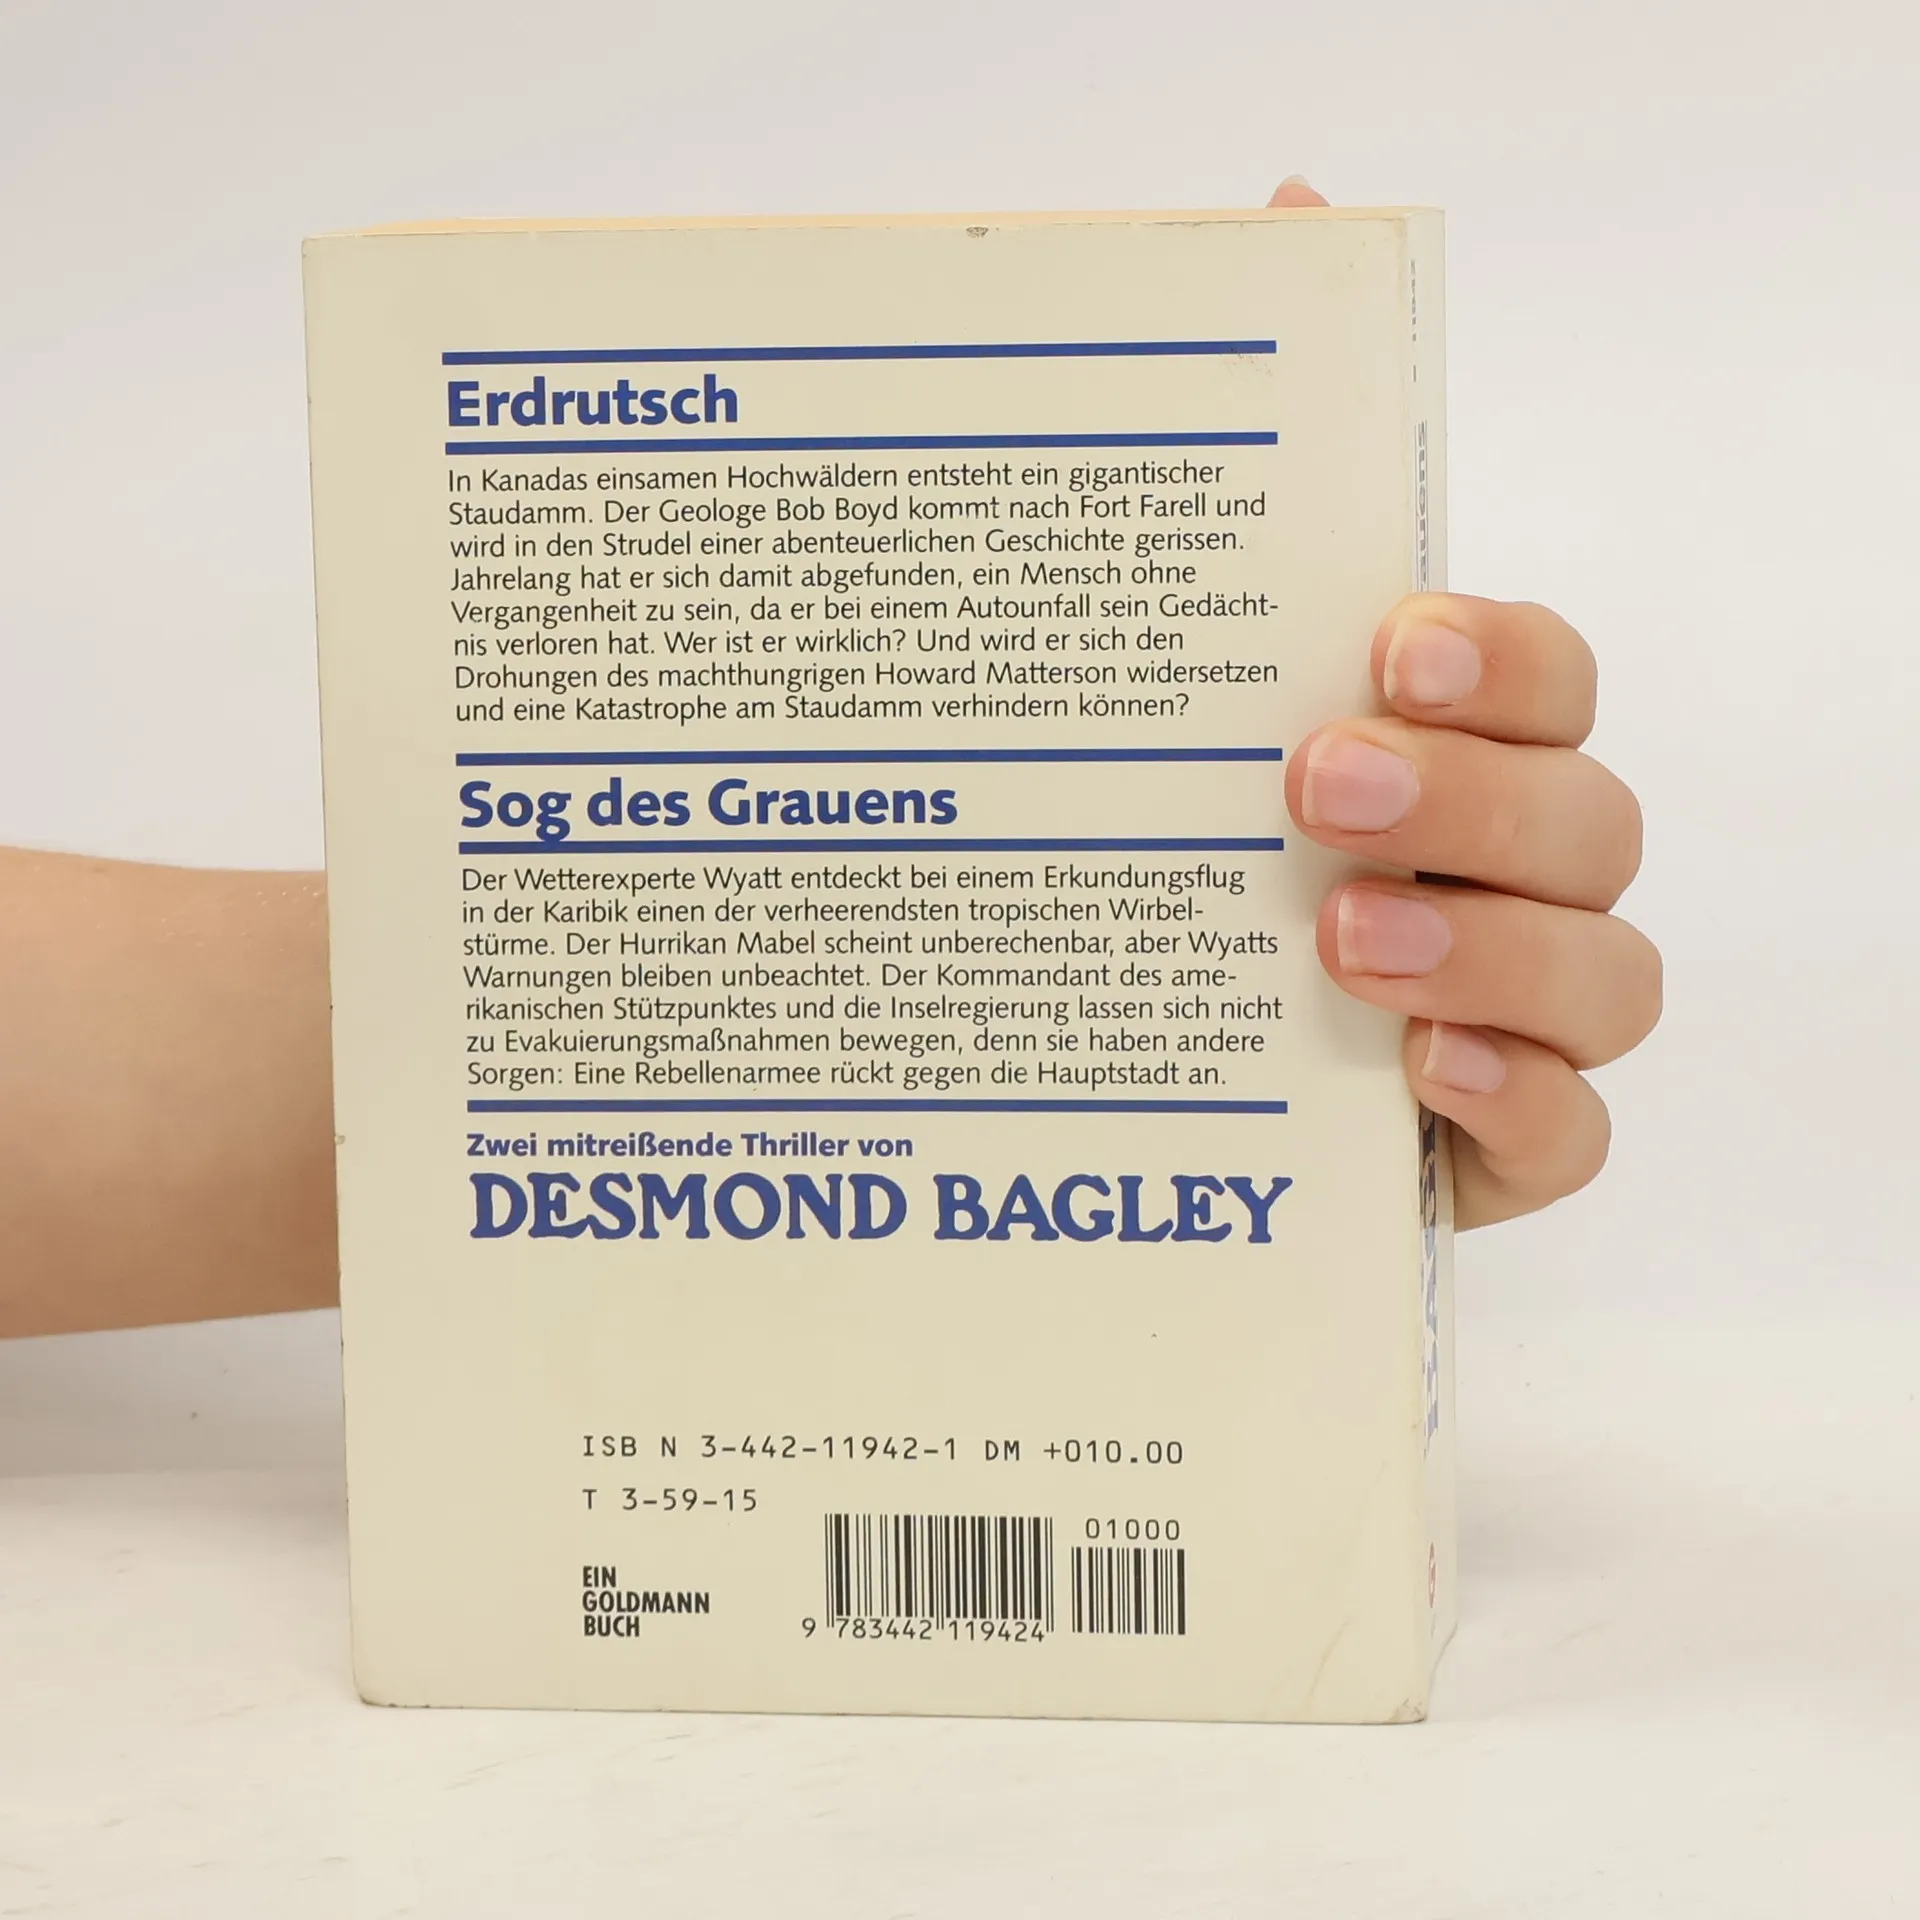 Erdrutsch
In Kanadas einsamen Hochwäldern entsteht ein gigantischer
Staudamm. Der Geologe Bob Boyd kommt nach Fort Farell und
wird in den Strudel einer abenteuerlichen Geschichte gerissen.
Jahrelang hat er sich damit abgefunden, ein Mensch ohne
Vergangenheit zu sein, da er bei einem Autounfall sein Gedächt-
nis verloren hat. Wer ist er wirklich? Und wird er sich den
Drohungen des machthungrigen Howard Matterson widersetzen
und eine Katastrophe am Staudamm verhindern können?
Sog des Grauens
Der Wetterexperte Wyatt entdeckt bei einem Erkundungsflug
in der Karibik einen der verheerendsten tropischen Wirbel-
stürme. Der Hurrikan Mabel scheint unberechenbar, aber Wyatts
Warnungen bleiben unbeachtet. Der Kommandant des ame-
rikanischen Stützpunktes und die Inselregierung lassen sich nicht
zu Evakuierungsmaßnahmen bewegen, denn sie haben andere
Sorgen: Eine Rebellenarmee rückt gegen die Hauptstadt an.
Zwei mitreißende Thriller von
DESMOND BAGLEY
ISB N 3-442-11942-1 DM +010.00
T 3-59-15
01000
EIN
GOLDMANN
BUCH
9 783442 119424